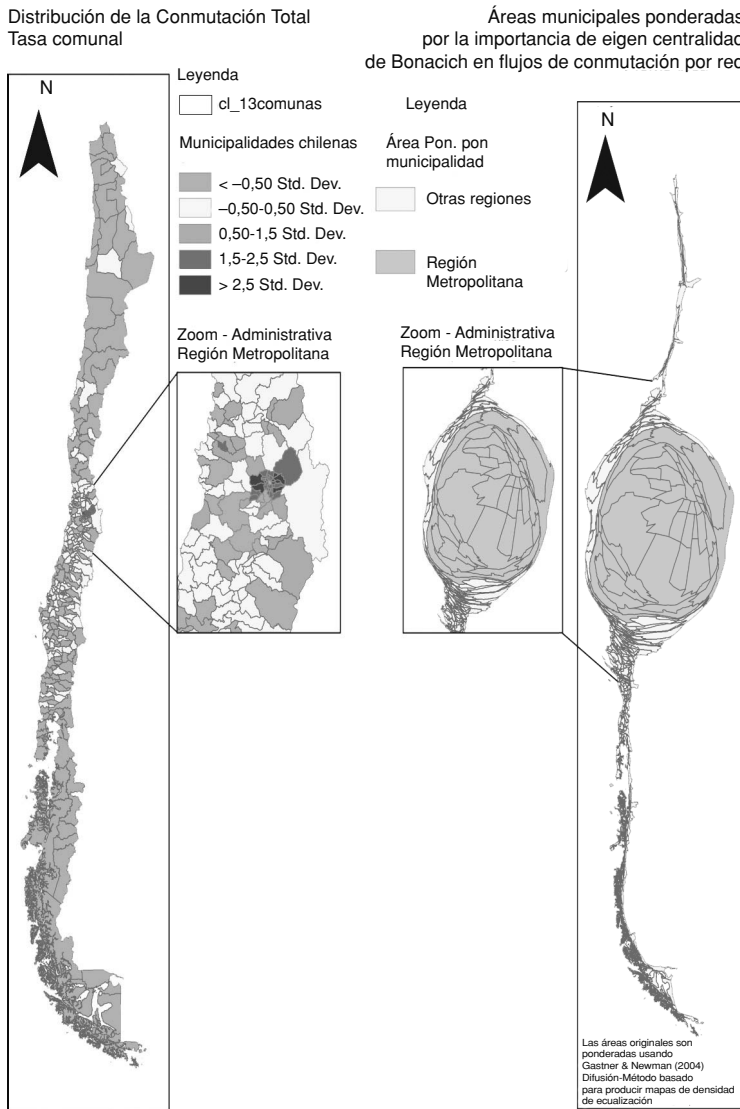 Distribución de la Conmutación Total
Tasa comunal
Áreas municipales ponderadas
por la importancia de eigen centralidad
de Bonacich en flujos de conmutación por red
N
Leyenda
cl_13comunas
Municipalidades chilenas
< –0,50 Std. Dev.
–0,50-0,50 Std. Dev.
0,50-1,5 Std. Dev.
1,5-2,5 Std. Dev.
> 2,5 Std. Dev.
Zoom - Administrativa
Región Metropolitana
Leyenda
Área Pon. pon
municipalidad
Otras regiones
Región
Metropolitana
Zoom - Administrativa
Región Metropolitana
N
Las áreas originales son
ponderadas usando
Gastner & Newman (2004)
Difusión-Método basado
para producir mapas de densidad
de ecualización